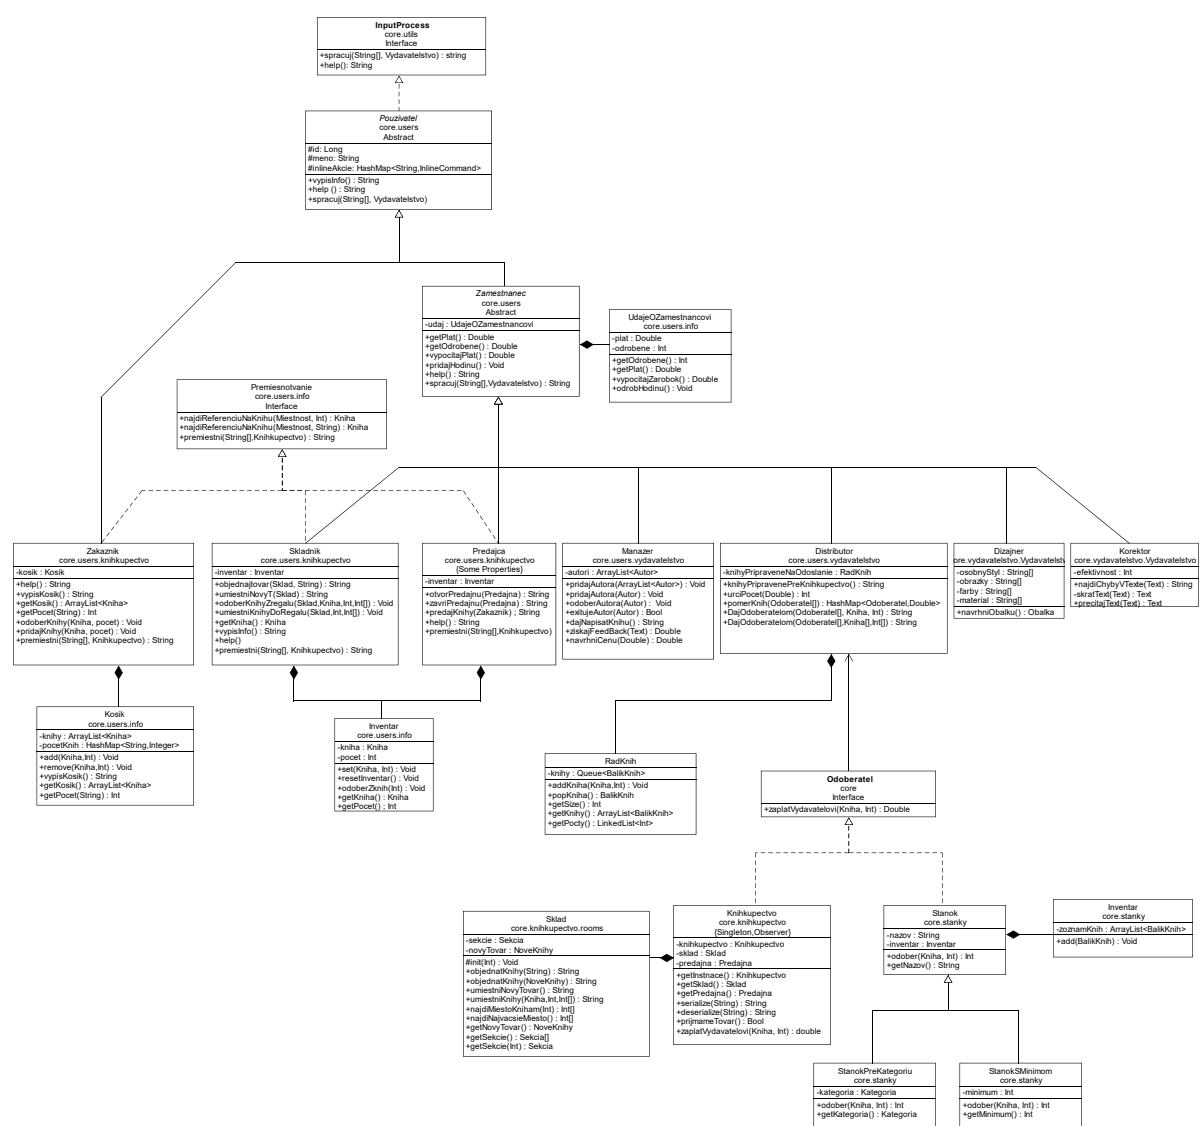 InputProcess
core.utils
Interface
+spracuj(String[], Vydavatelstvo) : string
+help(): String
Pouzivatel
core.users
Abstract
#id: Long
#meno: String
#inlineAkcie: HashMap<String,InlineCommand>
+vypisInfo() : String
+help () : String
+spracuj(String[], Vydavatelstvo)
Zamestnanec
core.users
Abstract
-udaj : UdajeOZamestnancovi
+getPlat() : Double
+getOdrobene() : Double
+vypocitajPlat() : Double
+pridajHodinu() : Void
+help() : String
+spracuj(String[],Vydavatelstvo) : String
UdajeOZamestnancovi
core.users.info
-plat : Double
-odrobene : Int
+getOdrobene() : Int
+getPlat() : Double
+vypocitajZarobok() : Double
+odrobHodinu() : Void
Premiesnotvanie
core.users.info
Interface
+najdiReferenciuNaKnihu(Miestnost, Int) : Kniha
+najdiReferenciuNaKnihu(Miestnost, String) : Kniha
+premiestni(String[],Knihkupectvo) : String
Zakaznik
core.users.knihkupectvo
-kosik : Kosik
+help() : String
+vypisKosik() : String
+getKosik() : ArrayList<Kniha>
+getPocet(String) : Int
+odoberKnihy(Kniha, pocet) : Void
+pridajKnihy(Kniha, pocet) : Void
+premiestni(String[], Knihkupectvo) : String
Skladnik
core.users.knihkupectvo
-inventar : Inventar
+objednajtovar(Sklad, String) : String
+umiestniNovyT(Sklad) : String
+odoberKnihyZregalu(Sklad,Kniha,Int,Int[]) : Void
+umiestniKnihyDoRegalu(Sklad,Int,Int[]) : Void
+getKniha() : Kniha
+vypisInfo() : String
+help()
+premiestni(String[], Knihkupectvo) : String
Predajca
core.users.knihkupectvo
{Some Properties}
-inventar : Inventar
+otvorPredajnu(Predajna) : String
+zavriPredajnu(Predajna) : String
+predajKnihy(Zakaznik) ; String
+help() : String
+premiestni(String[],Knihkupectvo)
Manazer
core.users.vydavatelstvo
-autori : ArrayList<Autor>
+pridajAutora(ArrayList<Autor>) : Void
+pridajAutora(Autor) : Void
+odoberAutora(Autor) : Void
+exitujeAutor(Autor) : Bool
+dajNapisatKnihu() : String
+ziskajFeedBack(Text) : Double
+navrhniCenu(Double) : Double
Distributor
core.users.vydavatelstvo
-knihyPripraveneNaOdoslanie : RadKnih
+knihyPripravenePreKnihkupectvo() : String
+urciPocet(Double) : Int
+pomerKnih(Odoberatel[]) : HashMap<Odoberatel,Double>
+DajOdoberatelom(Odoberatel[], Kniha, Int) : String
+DajOdoberatelom(Odoberatel[],Kniha[],Int[]) : String
Dizajner
core.vydavatelstvo.Vydavatelstv
-osobnyStyl : String[]
-obrazky : String[]
-farby : String[]
-material : String[]
+navrhniObalku() : Obalka
Korektor
core.vydavatelstvo.Vydavatelstvo
-efektivnost : Int
+najdiChybyVTexte(Text) : String
-skratText(Text) : Text
+precitajText(Text) : Text
Kosik
core.users.info
-knihy : ArrayList<Kniha>
-pocetKnih : HashMap<String,Integer>
+add(Kniha,Int) : Void
+remove(Kniha,Int) : Void
+vypisKosik() : String
+getKosik() : ArrayList<Kniha>
+getPocet(String) : Int
Inventar
core.users.info
-kniha : Kniha
-pocet : Int
+set(Kniha, Int) : Void
+resetInventar() : Void
+odoberZknih(Int) : Void
+getKniha() : Kniha
+getPocet() ; Int
RadKnih
-knihy : Queue<BalikKnih>
+addKniha(Kniha,Int) : Void
+popKniha() : BalikKnih
+getSize() : Int
+getKnihy() : ArrayList<BalikKnih>
+getPocty() : LinkedList<Int>
Odoberatel
core
Interface
+zaplatVydavatelovi(Kniha, Int) : Double
Sklad
core.knihkupectvo.rooms
-sekcie : Sekcia
-novyTovar : NoveKnihy
#init(Int) : Void
+objednatKnihy(String) : String
+objednatKnihy(NoveKnihy) : String
+umiestniNovyTovar() : String
+umiestniKnihy(Kniha,Int,Int[]) : String
+najdiMiestoKniham(Int) : Int[]
+najdiNajvacsieMiesto() : Int[]
+getNovyTovar() : NoveKnihy
+getSekcie() : Sekcia[]
+getSekcie(Int) : Sekcia
Knihkupectvo
core.knihkupectvo
{Singleton,Observer}
-knihkupectvo : Knihkupectvo
-sklad : Sklad
-predajna : Predajna
+getInstnace() : Knihkupectvo
+getSklad() : Sklad
+getPredajna() : Predajna
+serialize(String) : String
+deserialize(String) : String
+prijmameTovar() : Bool
+zaplatVydavatelovi(Kniha, Int) : double
Stanok
core.stanky
-nazov : String
-inventar : Inventar
+odober(Kniha, Int) : Int
+getNazov() : String
Inventar
core.stanky
-zoznamKnih : ArrayList<BalikKnih>
+add(BalikKnih) : Void
StanokPreKategoriu
core.stanky
-kategoria : Kategoria
+odober(Kniha, Int) : Int
+getKategoria() : Kategoria
StanokSMinimom
core.stanky
-minimum : Int
+odober(Kniha, Int) : Int
+getMinimum() : Int